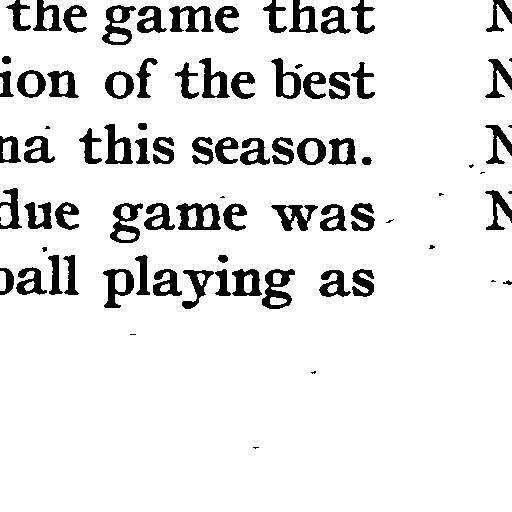 the game that
ion of the best
na this season.
due game was
ball playing as
N
N
N
N